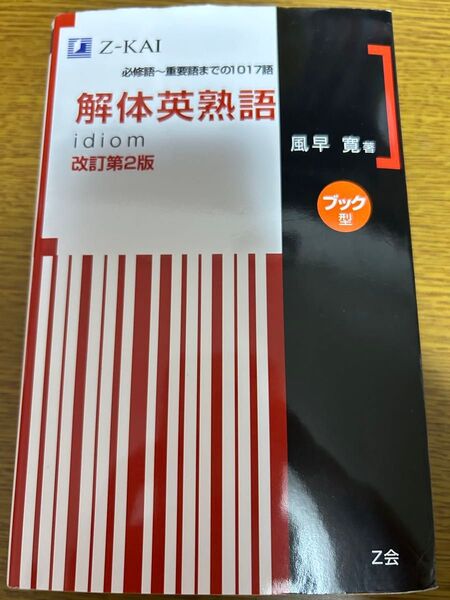 Z-KAI
必修語〜重要語までの1017語
解体英熟語
idiom
改訂第2版
風早 寛著
ブック
型
Z会